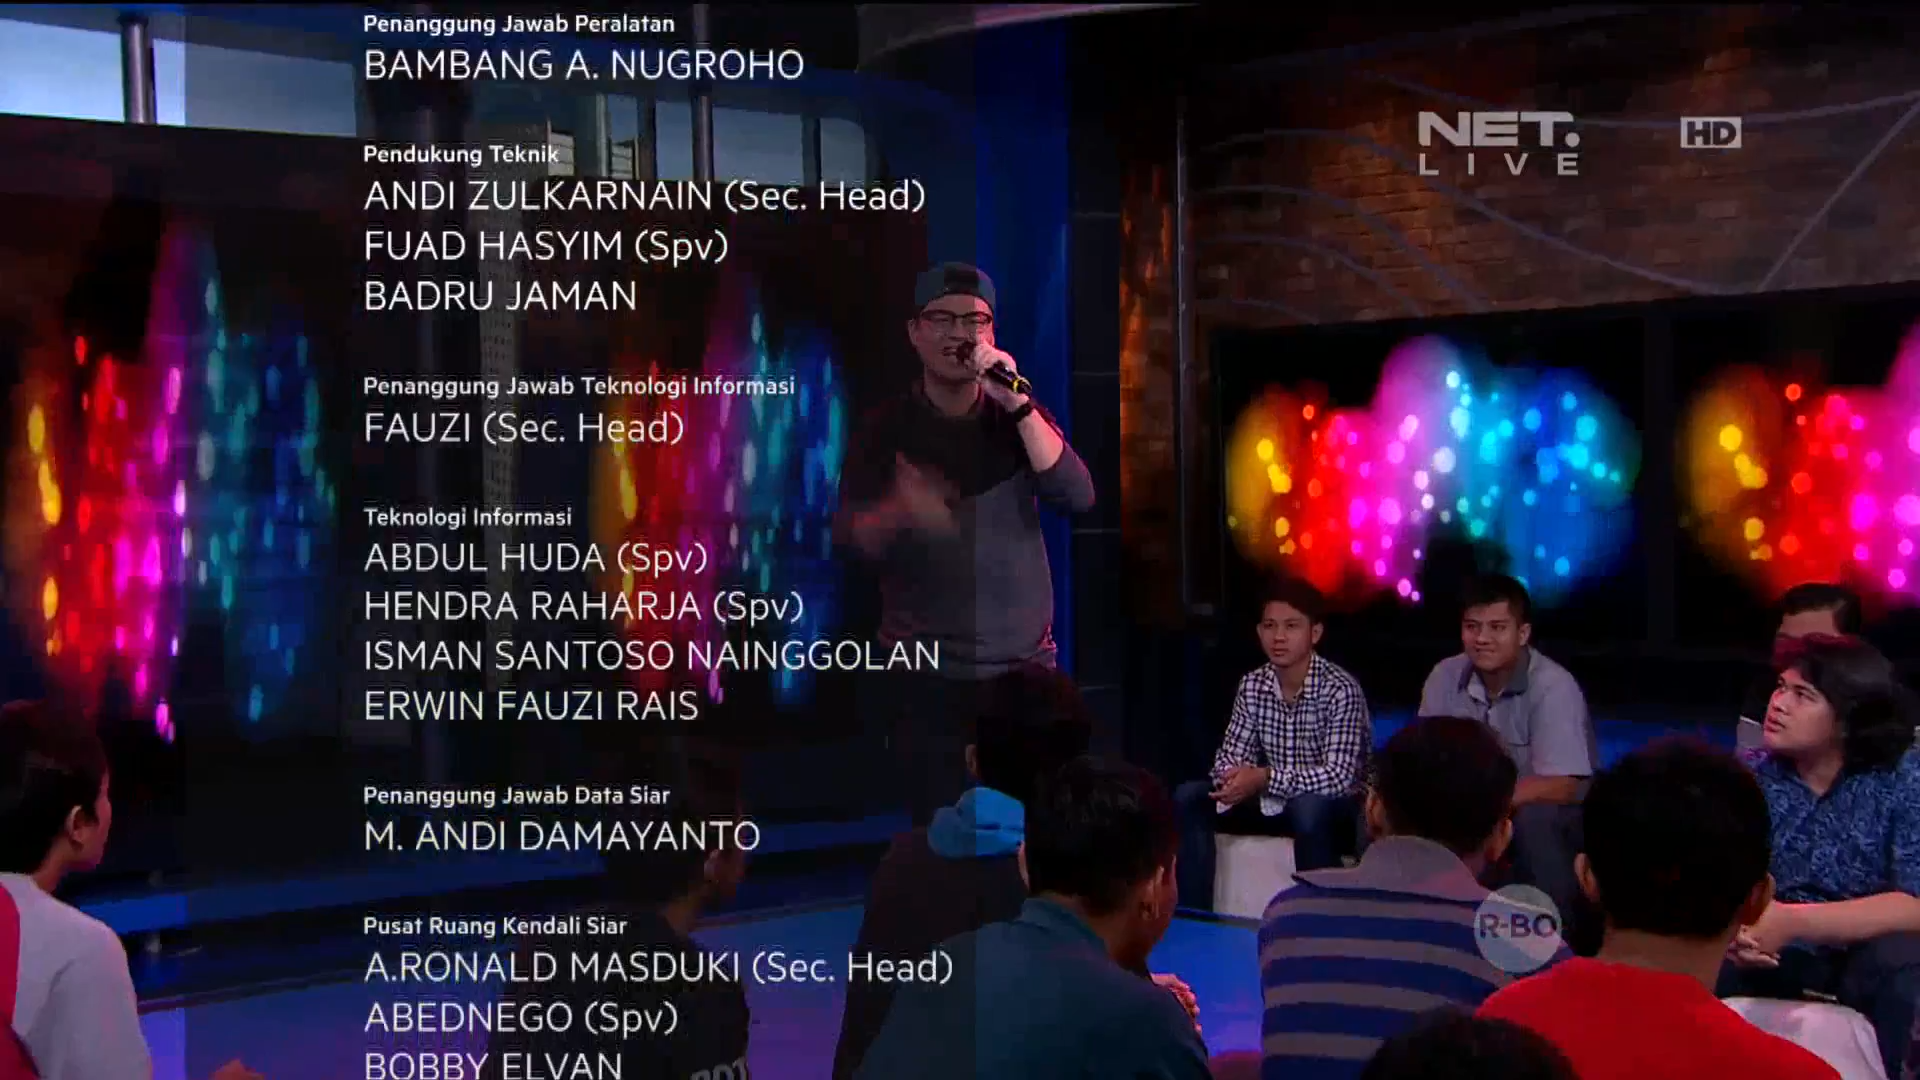 Penanggung Jawab Peralatan
BAMBANG A. NUGROHO
Pendukung Teknik
ANDI ZULKARNAIN (Sec. Head)
FUAD HASYIM (Spv)
BADRU JAMAN
Penanggung Jawab Teknologi Informasi
FAUZI (Sec. Head)
Teknologi Informasi
ABDUL HUDA (Spv)
HENDRA RAHARJA (Spv)
ISMAN SANTOSO NAINGGOLAN
ERWIN FAUZI RAIS
Penanggung Jawab Data Siar
M. ANDI DAMAYANTO
Pusat Ruang Kendali Siar
A.RONALD MASDUKI (Sec. Head)
ABEDNEGO (Spv)
BOBBY ELVAN
NET.
LIVE
HD
R-BO